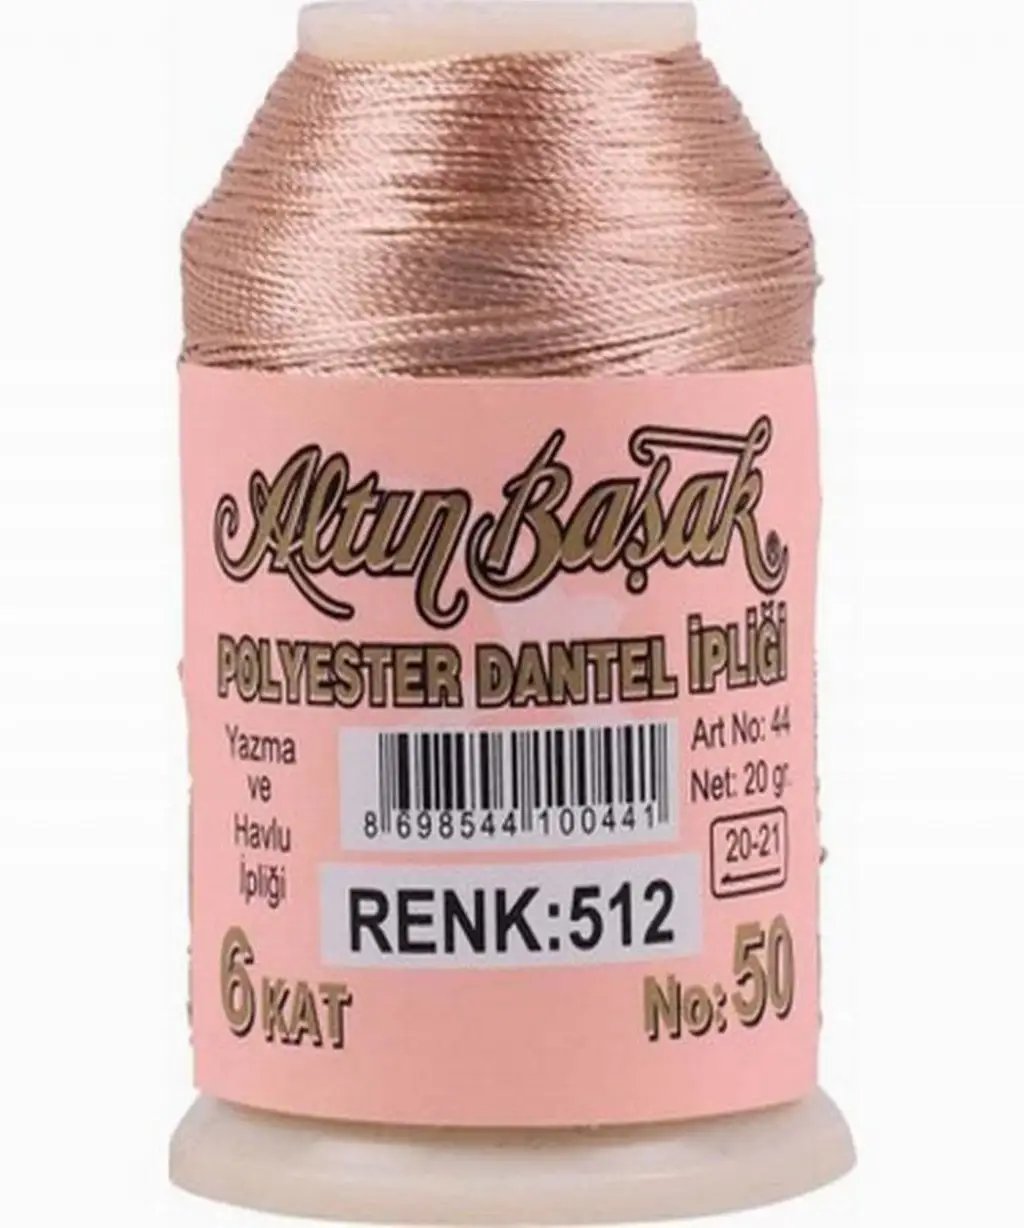 Altın Başak ®
POLYESTER DANTEL İPLİĞİ
Yazma
ve
Havlu
İpliği
8 698544 100441
Art No: 44
Net: 20 gr.
20-21
RENK:512
6 KAT
No: 50